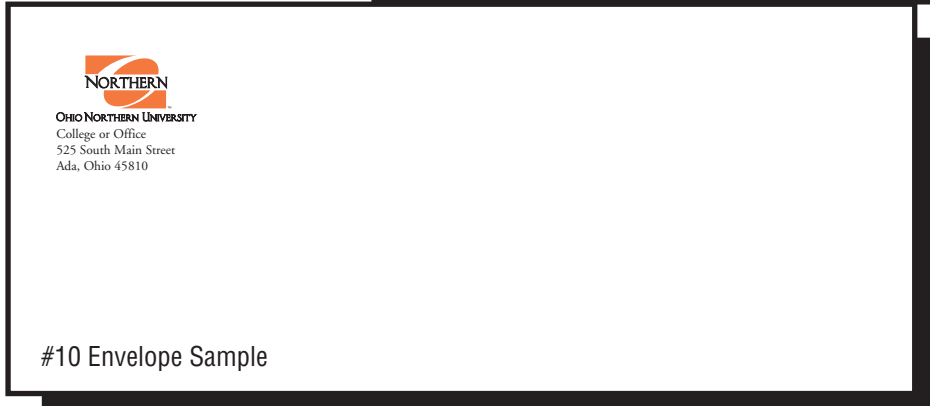 NORTHERN
OHIO NORTHERN UNIVERSITY
College or Office
525 South Main Street
Ada, Ohio 45810
#10 Envelope Sample